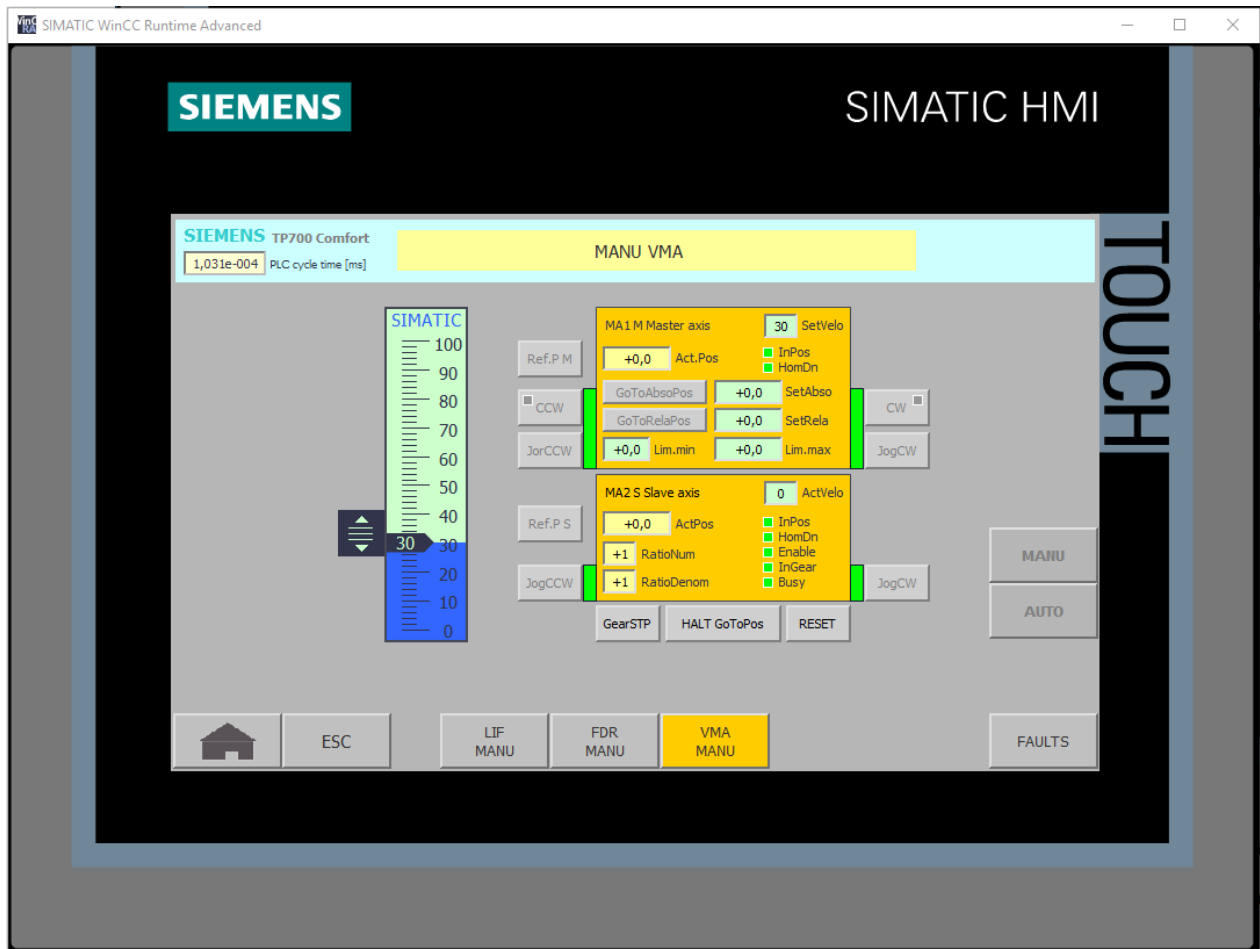 SIMATIC WinCC Runtime Advanced
SIEMENS
SIMATIC HMI
TOUCH
SIEMENS TP700 Comfort
1,031e-004 PLC cycle time [ms]
MANU VMA
SIMATIC
100
90
80
70
60
50
40
30 30
20
10
0
Ref.P M
CCW
JorCCW
MA1 M Master axis 30 SetVelo
+0,0 Act.Pos InPos
HomDn
GoToAbsoPos +0,0 SetAbso
GoToRelaPos +0,0 SetRela
+0,0 Lim.min +0,0 Lim.max
CW
JogCW
Ref.P S
JogCCW
MA2 S Slave axis 0 ActVelo
+0,0 ActPos InPos
HomDn
+1 RatioNum Enable
InGear
+1 RatioDenom Busy
JogCW
GearSTP HALT GoToPos RESET
MANU
AUTO
ESC
LIF
MANU
FDR
MANU
VMA
MANU
FAULTS